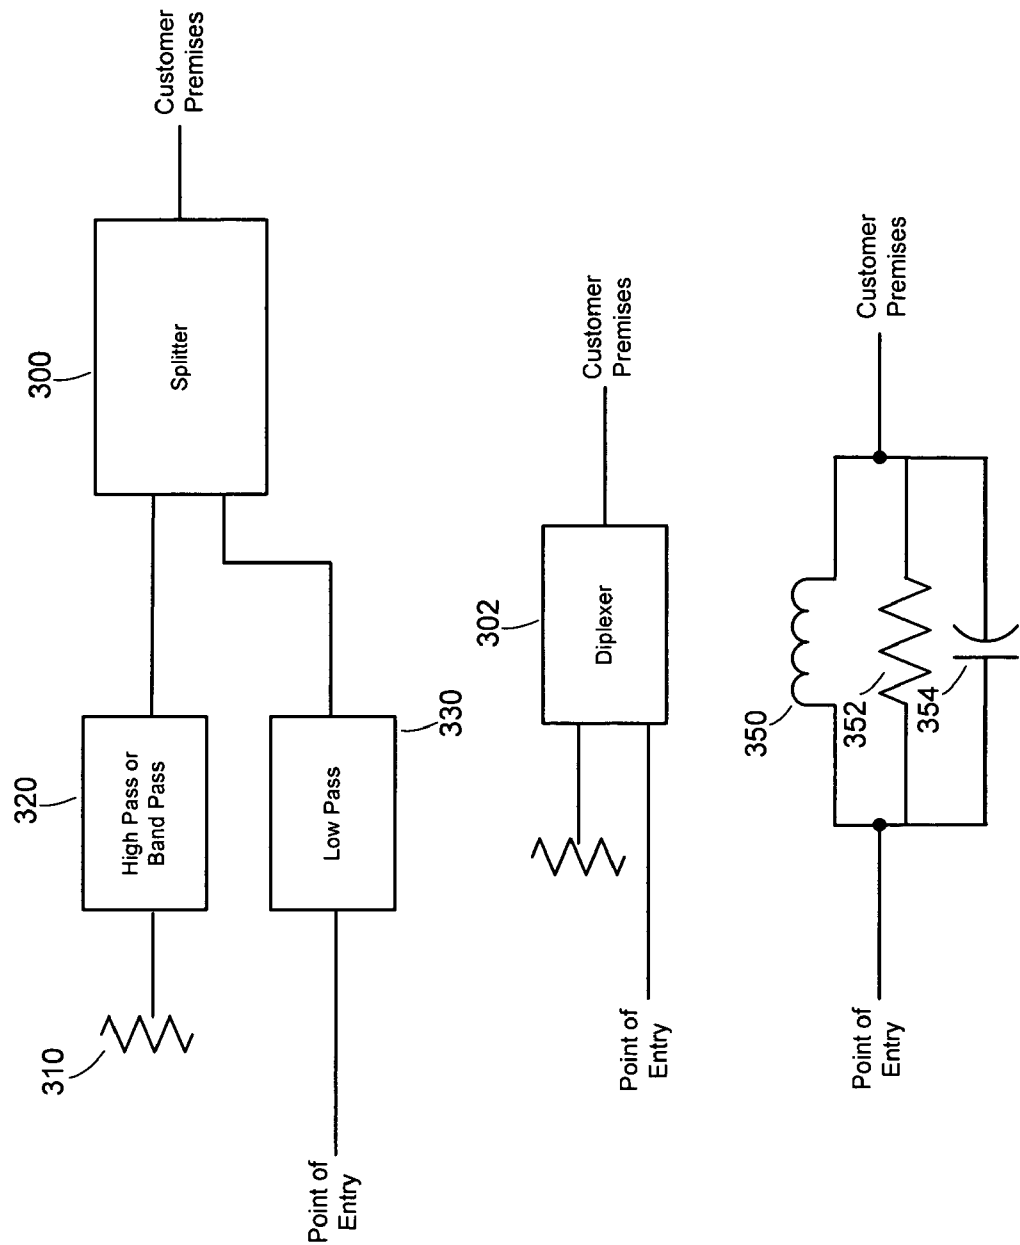 300
Splitter
Customer
Premises
320
High Pass or
Band Pass
330
Low Pass
310
Point of
Entry
302
Diplexer
Customer
Premises
Point of
Entry
350
352
354
Customer
Premises
Point of
Entry